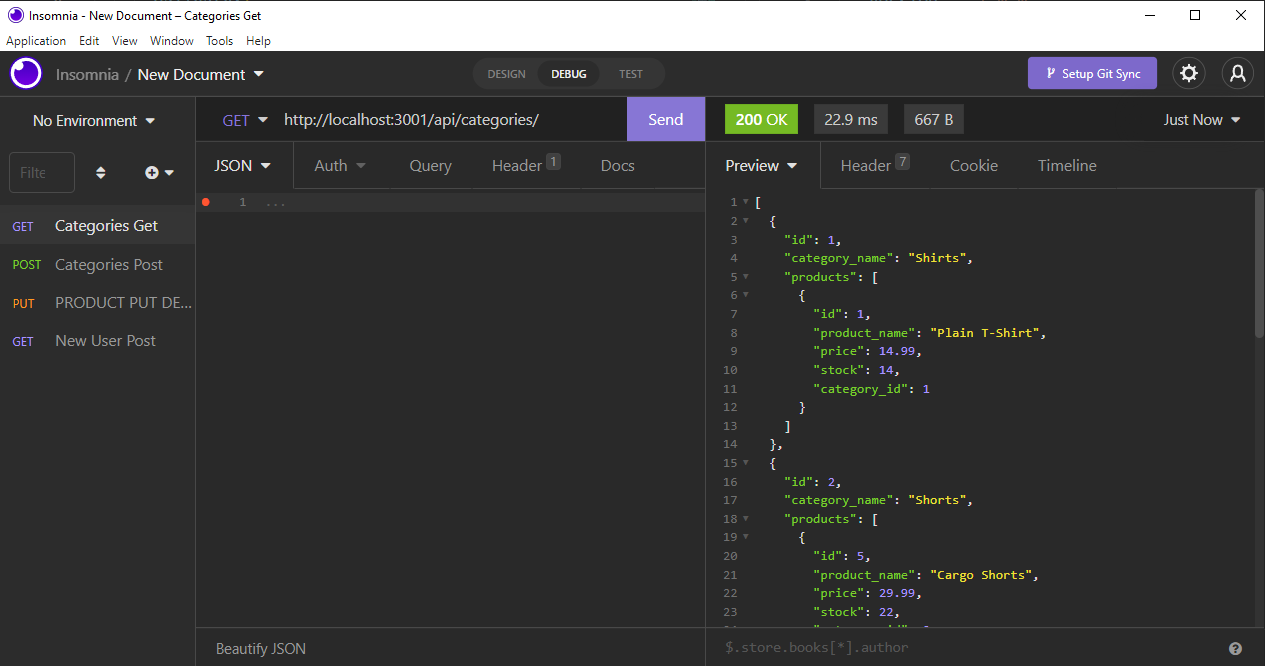 Insomnia - New Document – Categories Get
Application Edit View Window Tools Help
Insomnia / New Document
DESIGN DEBUG TEST
Setup Git Sync
No Environment
GET http://localhost:3001/api/categories/ Send
200 OK 22.9 ms 667 B Just Now
Filte
JSON Auth Query Header 1 Docs
Preview Header 7 Cookie Timeline
GET Categories Get
POST Categories Post
PUT PRODUCT PUT DE...
GET New User Post
1 ...
1 [
2 {
3 "id": 1,
4 "category_name": "Shirts",
5 "products": [
6 {
7 "id": 1,
8 "product_name": "Plain T-Shirt",
9 "price": 14.99,
10 "stock": 14,
11 "category_id": 1
12 }
13 ]
14 },
15 {
16 "id": 2,
17 "category_name": "Shorts",
18 "products": [
19 {
20 "id": 5,
21 "product_name": "Cargo Shorts",
22 "price": 29.99,
23 "stock": 22,
Beautify JSON
$.store.books[*].author